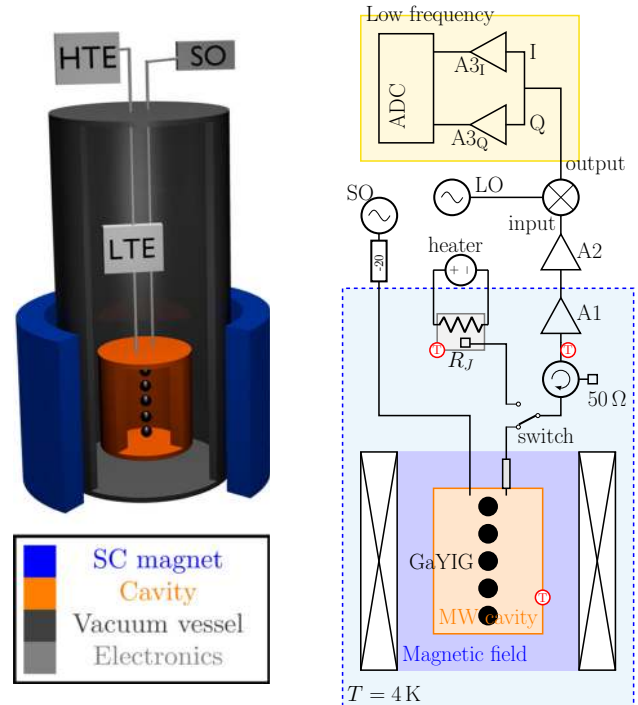 HTE
SO
LTE
SC magnet
Cavity
Vacuum vessel
Electronics
Low frequency
ADC
A3I
I
A3Q
Q
output
SO
LO
input
-20
heater
A2
+ −
A1
T
T
RJ
50 Ω
switch
GaYIG
T
MW cavity
Magnetic field
T = 4 K